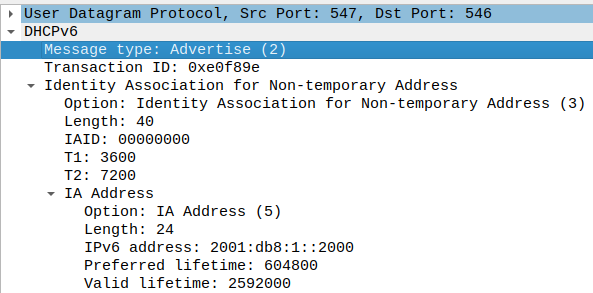 User Datagram Protocol, Src Port: 547, Dst Port: 546
DHCPv6
Message type: Advertise (2)
Transaction ID: 0xe0f89e
Identity Association for Non-temporary Address
Option: Identity Association for Non-temporary Address (3)
Length: 40
IAID: 00000000
T1: 3600
T2: 7200
IA Address
Option: IA Address (5)
Length: 24
IPv6 address: 2001:db8:1::2000
Preferred lifetime: 604800
Valid lifetime: 2592000